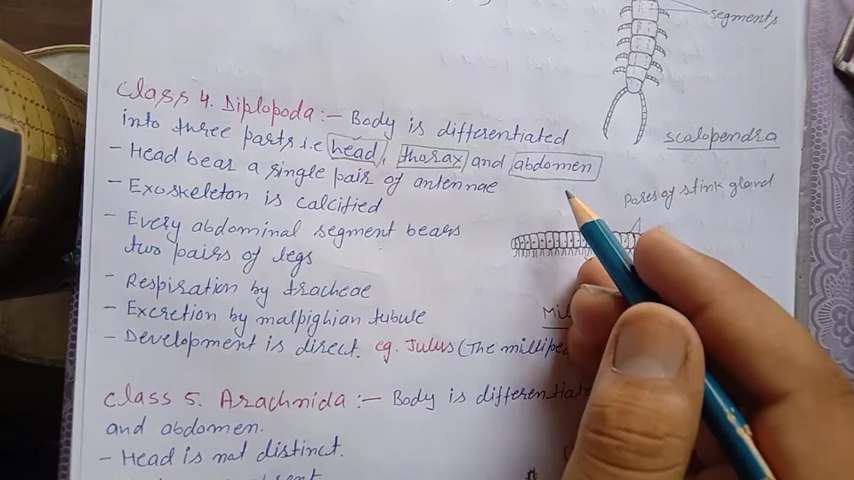 segments
Class 4. Diplopoda :- Body is differentiated
into three parts i.e head, thorax and abdomen
scalopendra
- Head bear a single pair of antennae
- Exoskeleton is calcified
Pores of stink gland
- Every abdominal segment bears
two pairs of legs
- Respiration by tracheae
- Excretion by malpighian tubule
- Development is direct. eg. Julus (The
Class 5. Arachnida :- Body is
and abdomen.
- Head is not distinct.